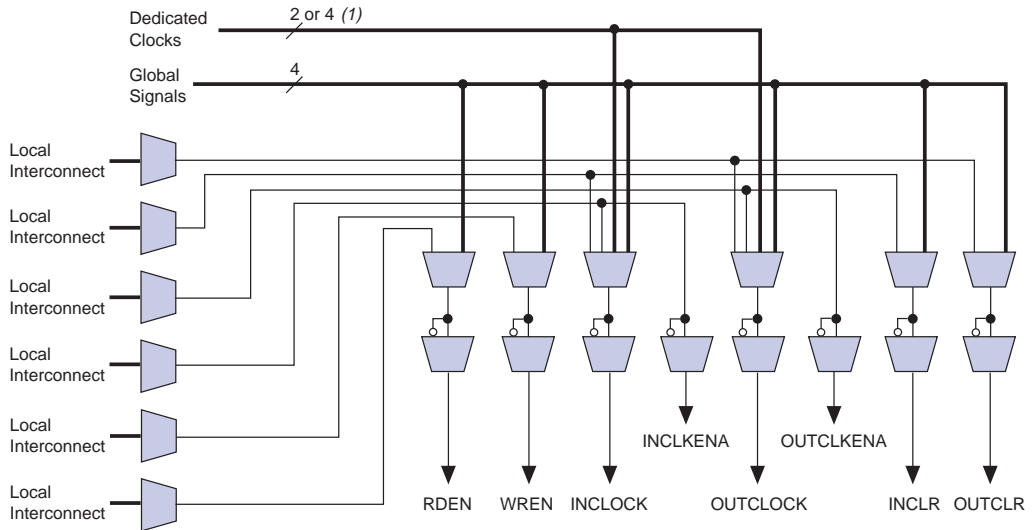 Dedicated
Clocks
2 or 4 (1)
Global
Signals
4
Local
Interconnect
Local
Interconnect
Local
Interconnect
Local
Interconnect
Local
Interconnect
Local
Interconnect
INCLKENA
OUTCLKENA
RDEN
WREN
INCLOCK
OUTCLOCK
INCLR
OUTCLR